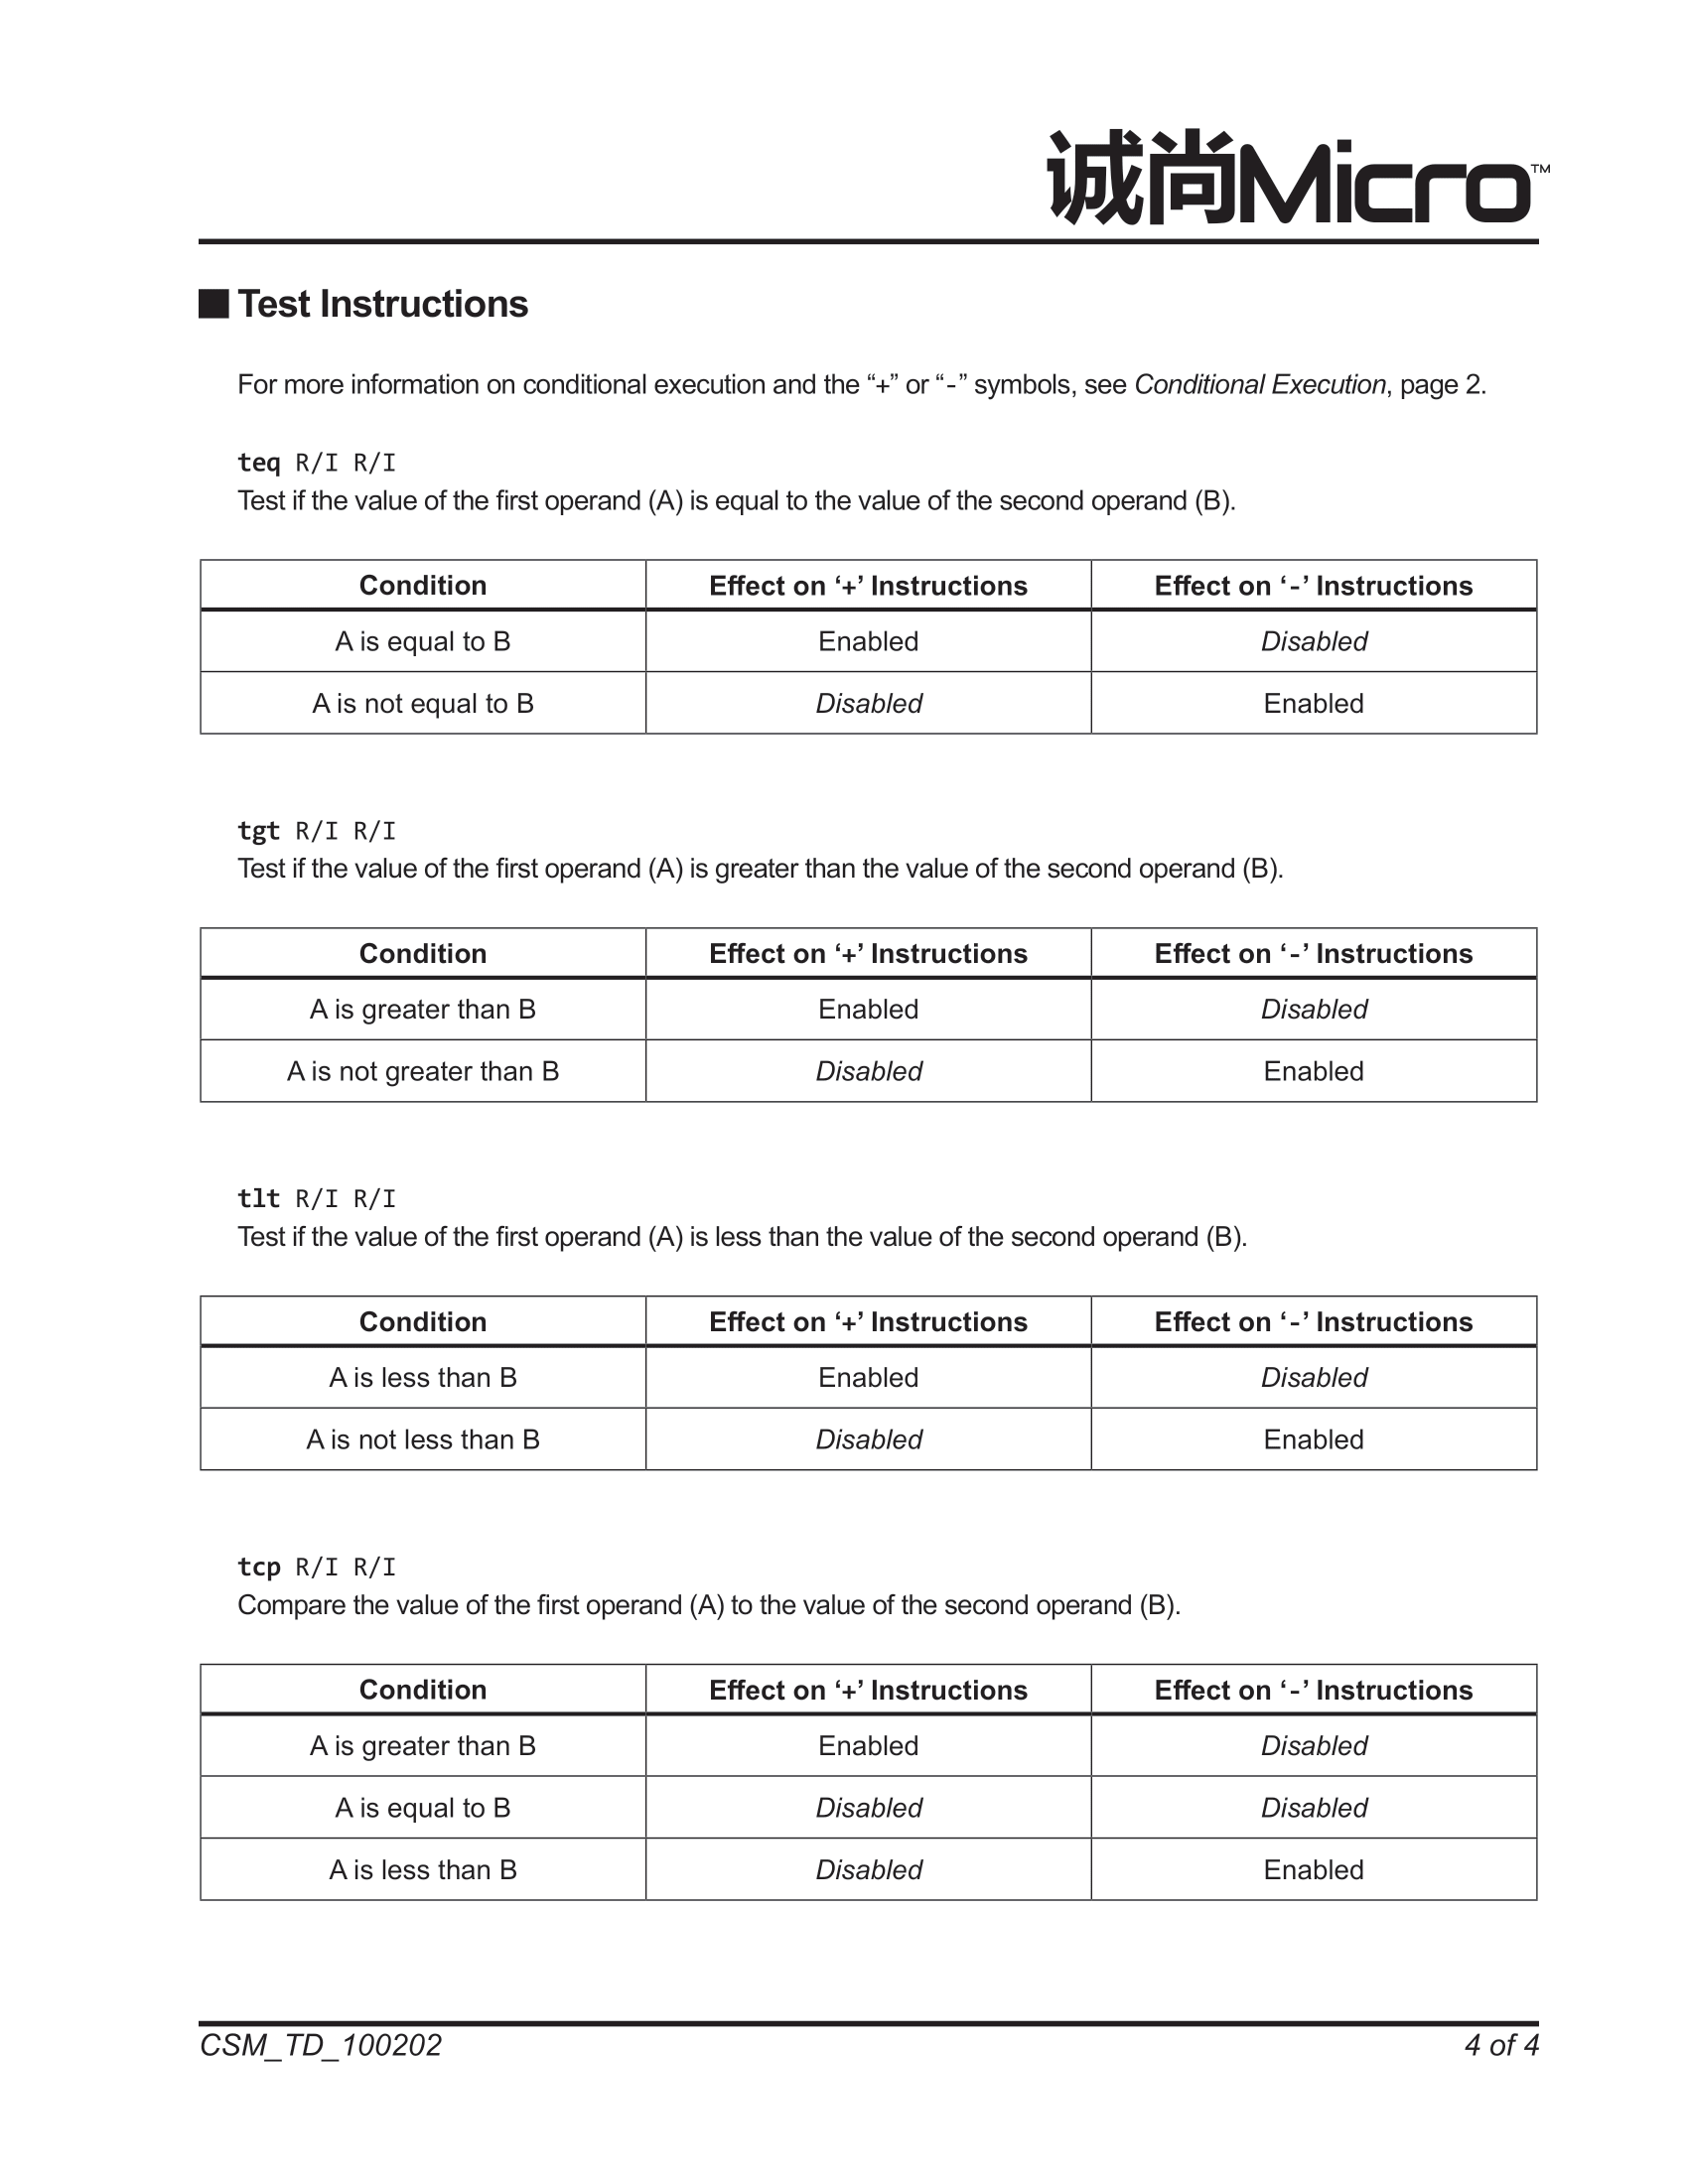 诚尚Micro™
Test Instructions
For more information on conditional execution and the “+” or “-” symbols, see Conditional Execution, page 2.
teq R/I R/I
Test if the value of the first operand (A) is equal to the value of the second operand (B).
Condition Effect on ‘+’ Instructions Effect on ‘-’ Instructions
A is equal to B Enabled Disabled
A is not equal to B Disabled Enabled
tgt R/I R/I
Test if the value of the first operand (A) is greater than the value of the second operand (B).
Condition Effect on ‘+’ Instructions Effect on ‘-’ Instructions
A is greater than B Enabled Disabled
A is not greater than B Disabled Enabled
tlt R/I R/I
Test if the value of the first operand (A) is less than the value of the second operand (B).
Condition Effect on ‘+’ Instructions Effect on ‘-’ Instructions
A is less than B Enabled Disabled
A is not less than B Disabled Enabled
tcp R/I R/I
Compare the value of the first operand (A) to the value of the second operand (B).
Condition Effect on ‘+’ Instructions Effect on ‘-’ Instructions
A is greater than B Enabled Disabled
A is equal to B Disabled Disabled
A is less than B Disabled Enabled
CSM_TD_100202 4 of 4